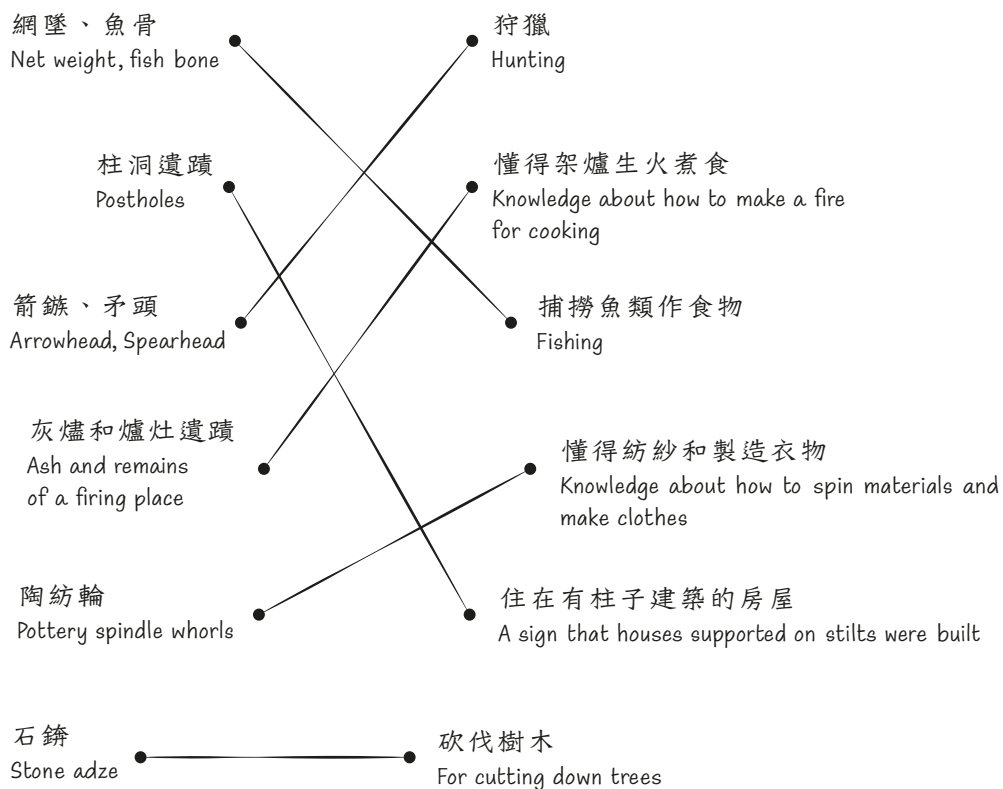 網墜、魚骨
Net weight, fish bone
狩獵
Hunting
柱洞遺蹟
Postholes
懂得架爐生火煮食
Knowledge about how to make a fire
for cooking
箭鏃、矛頭
Arrowhead, Spearhead
捕撈魚類作食物
Fishing
灰燼和爐灶遺蹟
Ash and remains
of a firing place
懂得紡紗和製造衣物
Knowledge about how to spin materials and
make clothes
陶紡輪
Pottery spindle whorls
住在有柱子建築的房屋
A sign that houses supported on stilts were built
石錛
Stone adze
砍伐樹木
For cutting down trees